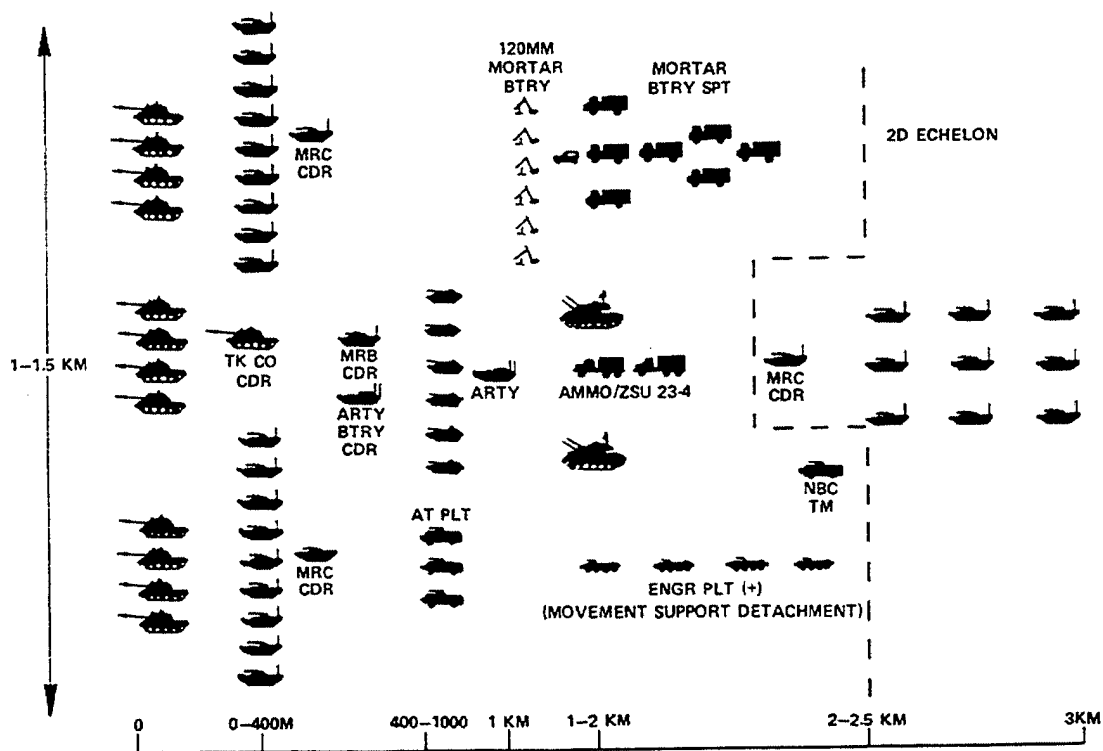 120MM
MORTAR
BTRY
MORTAR
BTRY SPT
2D ECHELON
MRC
CDR
1–1.5 KM
TK CO
CDR
MRB
CDR
ARTY
BTRY
CDR
ARTY
AMMO/ZSU 23-4
MRC
CDR
NBC
TM
AT PLT
MRC
CDR
ENGR PLT (+)
(MOVEMENT SUPPORT DETACHMENT)
0
0–400M
400–1000
1 KM
1–2 KM
2–2.5 KM
3KM